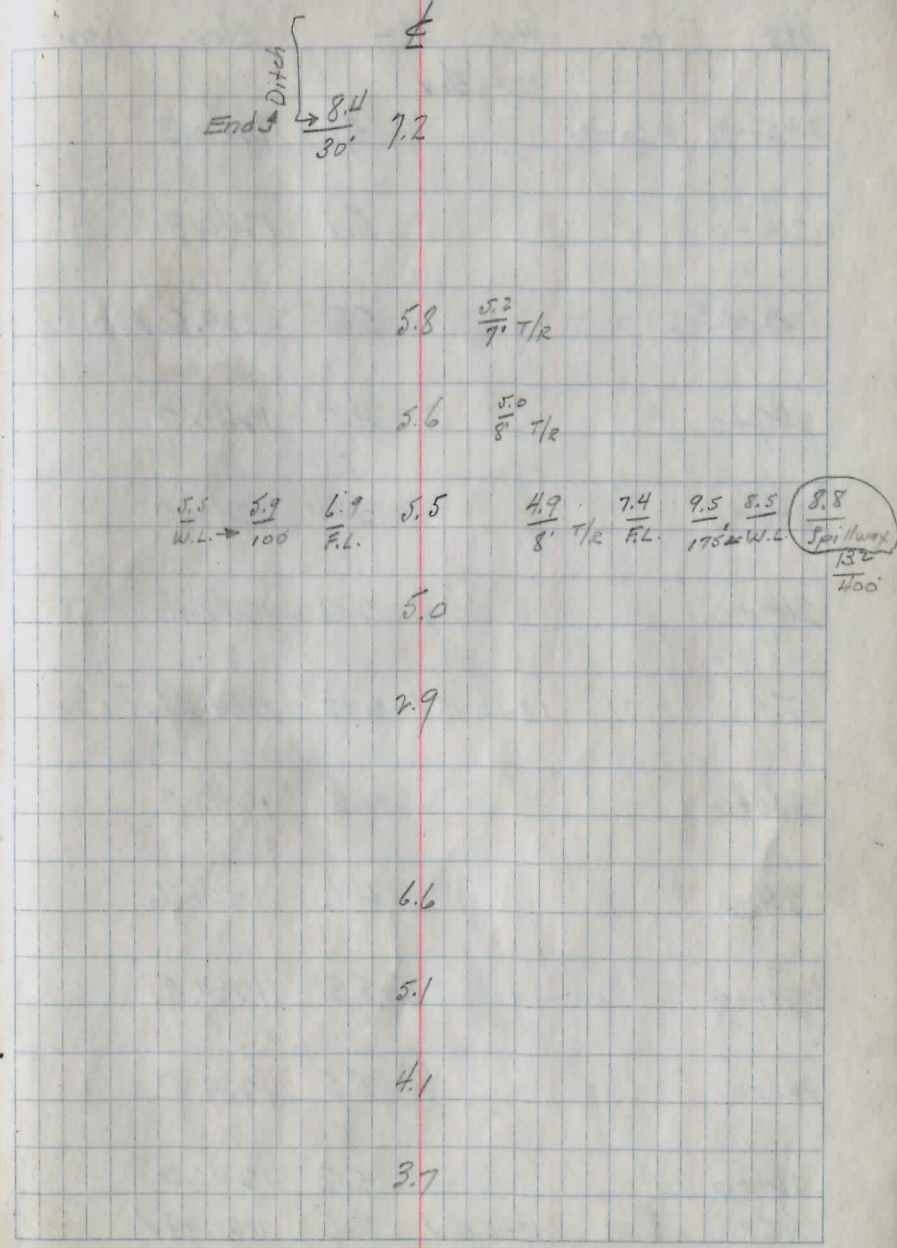 ℄
Ditch
Ends → 8.4/30' 7.2
5.8 5.2/7' T/R
5.6 5.0/8' T/R
5.5/W.L. → 5.9/100' 6.9/F.L. 5.5 4.9/8' T/R 7.4/F.L. 9.5/175' ← 8.5/W.L. 8.8/Spillway
13²/400'
5.0
2.9
6.6
5.1
4.1
3.7